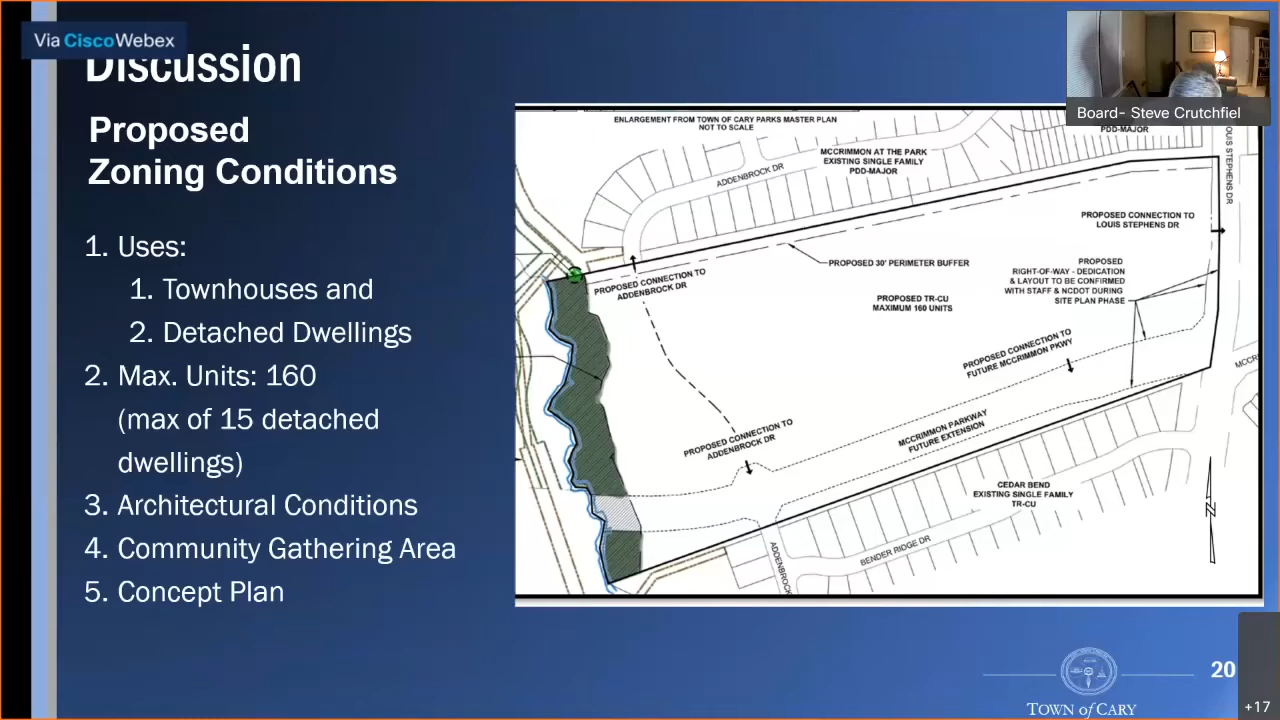 Via CiscoWebex
Discussion
Proposed
Zoning Conditions
1. Uses:
1. Townhouses and
2. Detached Dwellings
2. Max. Units: 160
(max of 15 detached
dwellings)
3. Architectural Conditions
4. Community Gathering Area
5. Concept Plan
Board- Steve Crutchfiel
ENLARGEMENT FROM TOWN OF CARY PARKS MASTER PLAN
NOT TO SCALE
PDD-MAJOR
LOUIS STEPHENS DR
MCCRIMMON AT THE PARK
EXISTING SINGLE FAMILY
PDD-MAJOR
ADDENBROCK DR
PROPOSED CONNECTION TO
LOUIS STEPHENS DR
PROPOSED 30' PERIMETER BUFFER
PROPOSED
RIGHT-OF-WAY - DEDICATION
& LAYOUT TO BE CONFIRMED
WITH STAFF & NCDOT DURING
SITE PLAN PHASE
PROPOSED CONNECTION TO
ADDENBROCK DR
PROPOSED TR-CU
MAXIMUM 160 UNITS
PROPOSED CONNECTION TO
FUTURE MCCRIMMON PKWY
MCCR
PROPOSED CONNECTION TO
ADDENBROCK DR
MCCRIMMON PARKWAY
FUTURE EXTENSION
CEDAR BEND
EXISTING SINGLE FAMILY
TR-CU
BENDER RIDGE DR
ADDENBROCK
N
20
TOWN of CARY
+17